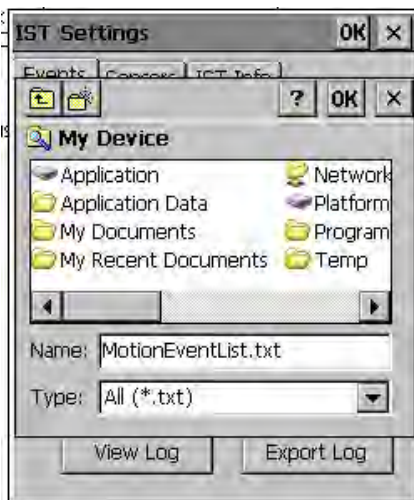 IST Settings OK ×
Events Sensors IST Info
? OK ×
My Device
Application Network
Application Data Platform
My Documents Program
My Recent Documents Temp
Name: MotionEventList.txt
Type: All (*.txt)
View Log Export Log